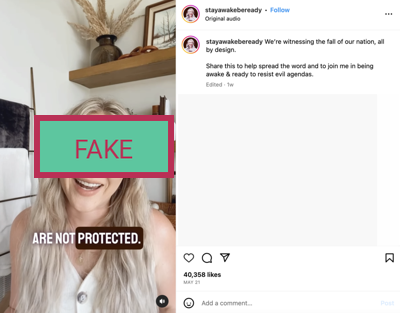 FAKE
ARE NOT PROTECTED.
stayawakebeready • Follow
Original audio
stayawakebeready We're witnessing the fall of our nation, all
by design.
Share this to help spread the word and to join me in being
awake & ready to resist evil agendas.
Edited · 1w
40,358 likes
MAY 21
Add a comment...
Post